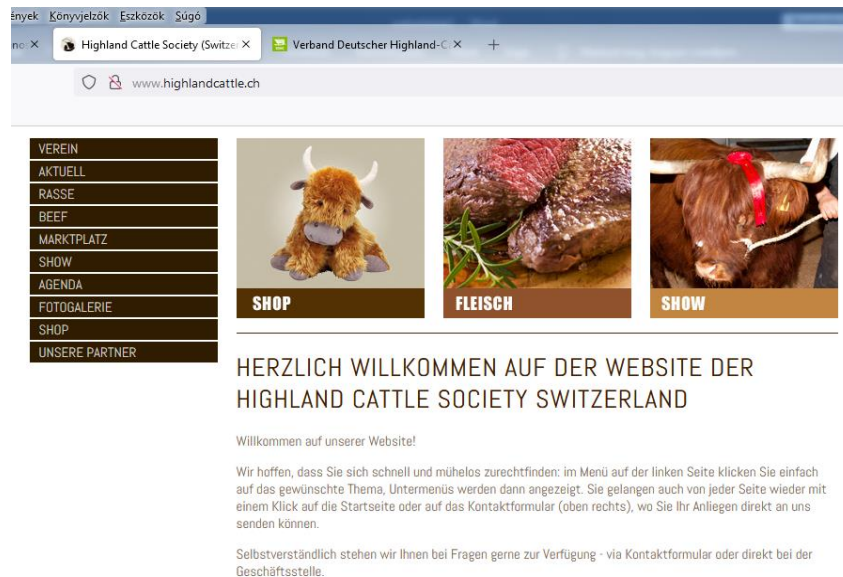 Könyvjelzők Eszközök Súgó
Highland Cattle Society (Switze
Verband Deutscher Highland-C
www.highlandcattle.ch
VEREIN
AKTUELL
RASSE
BEEF
MARKTPLATZ
SHOW
AGENDA
FOTOGALERIE
SHOP
UNSERE PARTNER
SHOP
FLEISCH
SHOW
HERZLICH WILLKOMMEN AUF DER WEBSITE DER
HIGHLAND CATTLE SOCIETY SWITZERLAND
Willkommen auf unserer Website!
Wir hoffen, dass Sie sich schnell und mühelos zurechtfinden: im Menü auf der linken Seite klicken Sie einfach
auf das gewünschte Thema, Untermenüs werden dann angezeigt. Sie gelangen auch von jeder Seite wieder mit
einem Klick auf die Startseite oder auf das Kontaktformular (oben rechts), wo Sie Ihr Anliegen direkt an uns
senden können.
Selbstverständlich stehen wir Ihnen bei Fragen gerne zur Verfügung - via Kontaktformular oder direkt bei der
Geschäftsstelle.